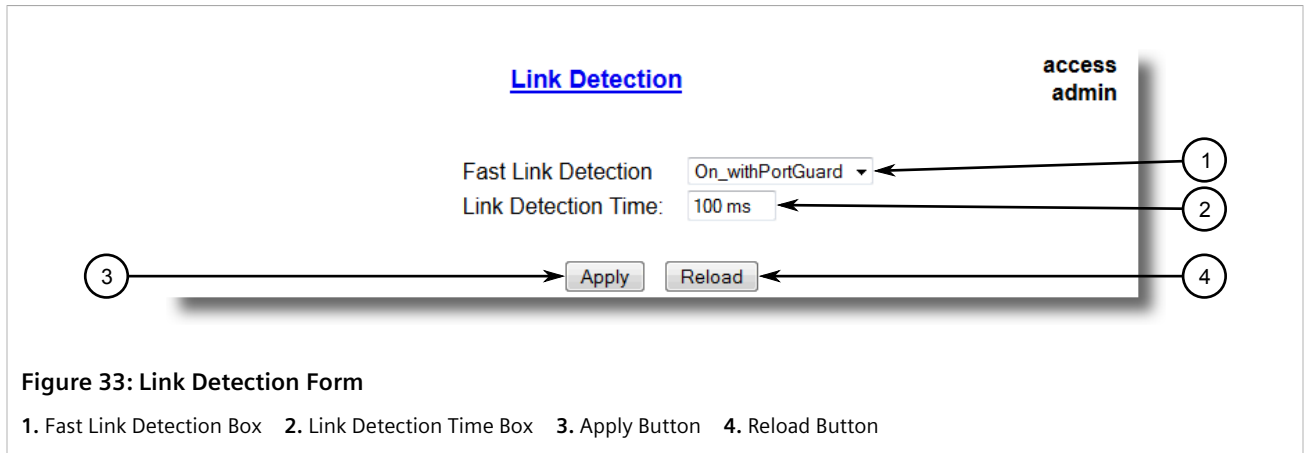 Link Detection
access
admin
Fast Link Detection On_withPortGuard
1
Link Detection Time: 100 ms
2
3
Apply Reload
4
Figure 33: Link Detection Form
1. Fast Link Detection Box 2. Link Detection Time Box 3. Apply Button 4. Reload Button